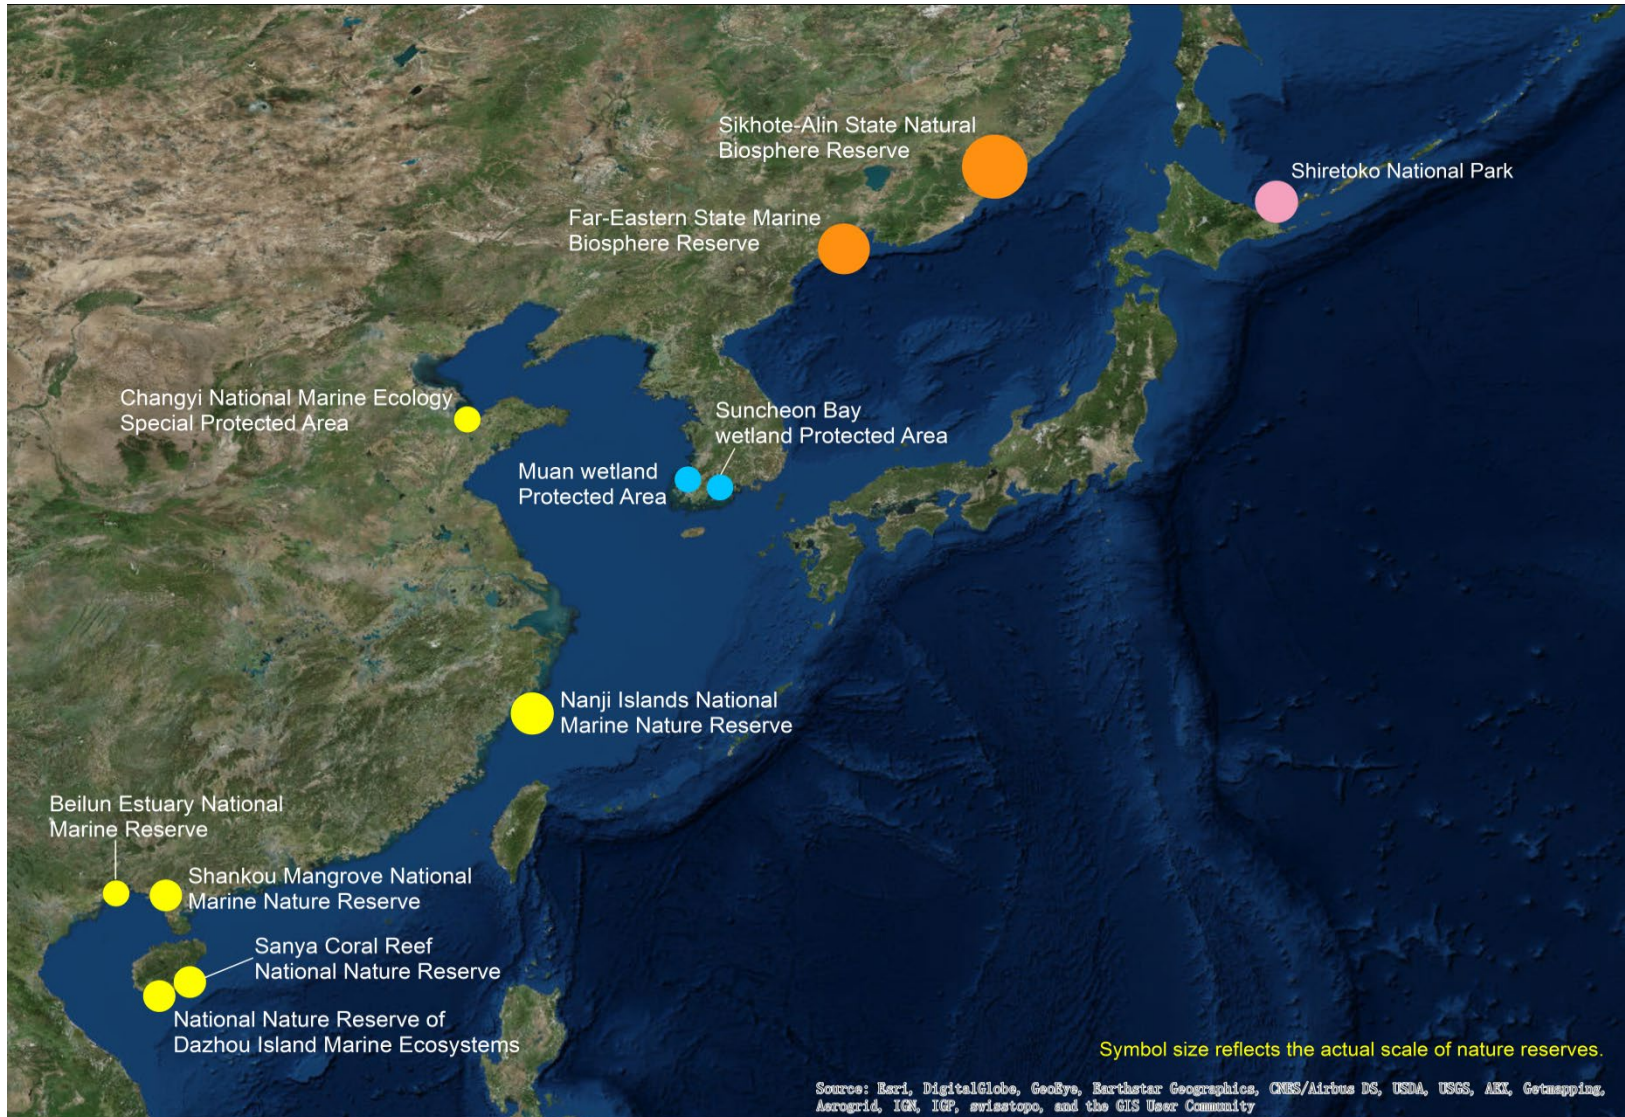 Sikhote-Alin State Natural
Biosphere Reserve
Shiretoko National Park
Far-Eastern State Marine
Biosphere Reserve
Changyi National Marine Ecology
Special Protected Area
Suncheon Bay
wetland Protected Area
Muan wetland
Protected Area
Nanji Islands National
Marine Nature Reserve
Beilun Estuary National
Marine Reserve
Shankou Mangrove National
Marine Nature Reserve
Sanya Coral Reef
National Nature Reserve
National Nature Reserve of
Dazhou Island Marine Ecosystems
Symbol size reflects the actual scale of nature reserves.
Source: Esri, DigitalGlobe, GeoEye, Earthstar Geographics, CNES/Airbus DS, USDA, USGS, AEX, Getmapping,
Aerogrid, IGN, IGP, swisstopo, and the GIS User Community